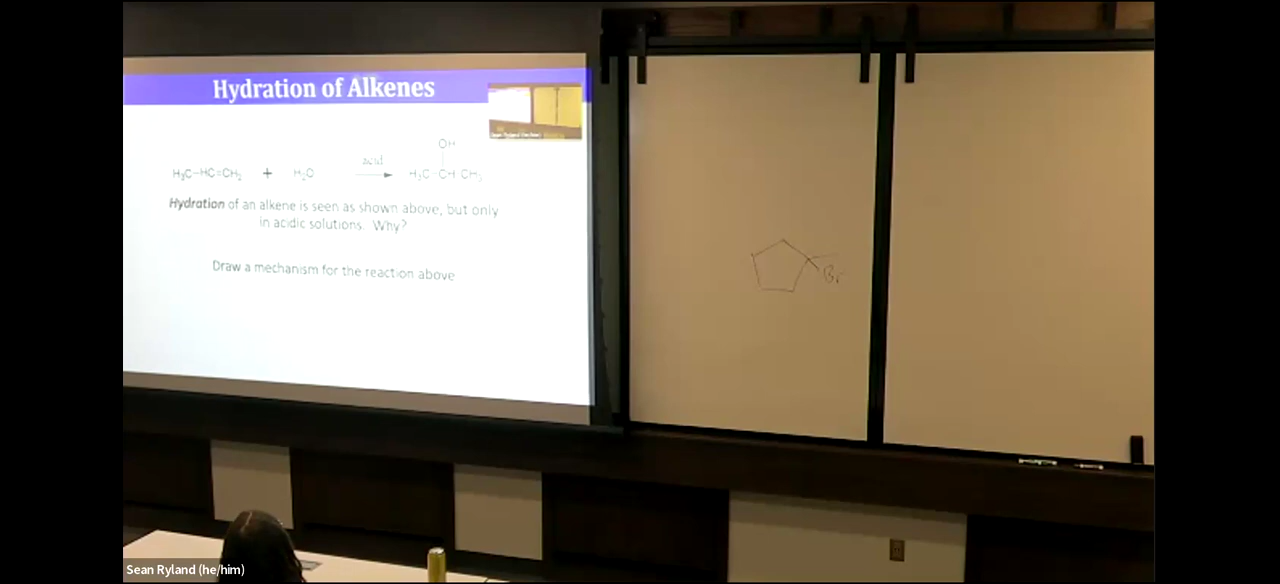 Hydration of Alkenes
OH
H₃C-HC=CH₂ + H₂O acid H₃C CH CH₃
Hydration of an alkene is seen as shown above, but only
in acidic solutions. Why?
Draw a mechanism for the reaction above
Br
Sean Ryland (he/him)